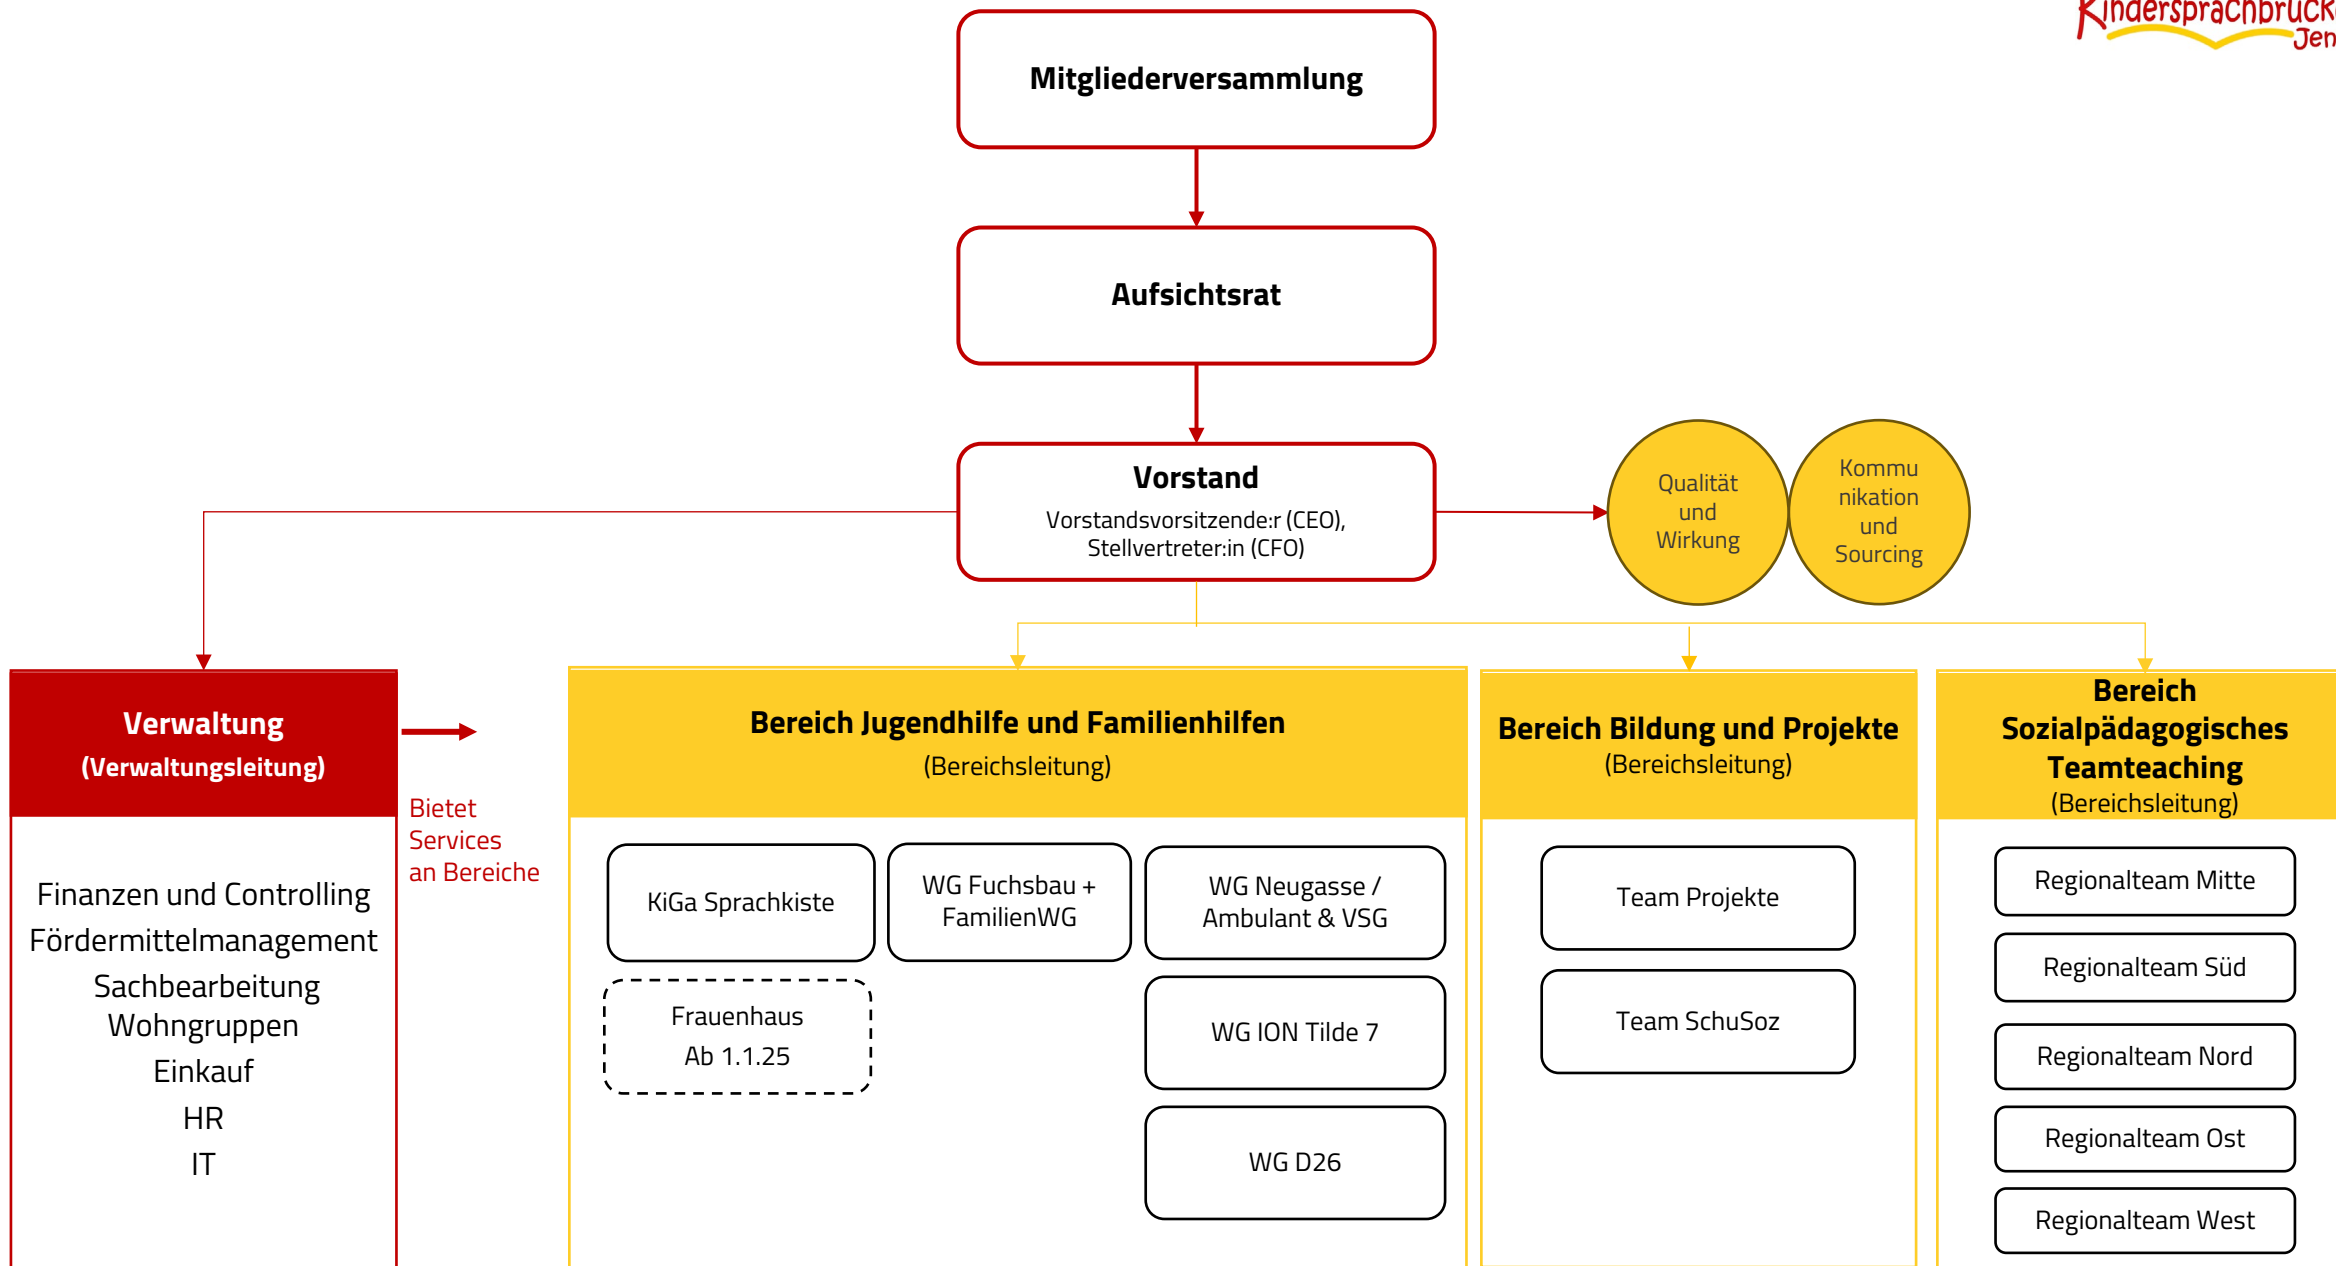 Kindersprachbrücke
Jen
Mitgliederversammlung
Aufsichtsrat
Vorstand
Vorstandsvorsitzende:r (CEO),
Stellvertreter:in (CFO)
Qualität
und
Wirkung
Kommu
nikation
und
Sourcing
Verwaltung
(Verwaltungsleitung)
Bietet
Services
an Bereiche
Finanzen und Controlling
Fördermittelmanagement
Sachbearbeitung
Wohngruppen
Einkauf
HR
IT
Bereich Jugendhilfe und Familienhilfen
(Bereichsleitung)
KiGa Sprachkiste
WG Fuchsbau +
FamilienWG
WG Neugasse /
Ambulant & VSG
Frauenhaus
Ab 1.1.25
WG ION Tilde 7
WG D26
Bereich Bildung und Projekte
(Bereichsleitung)
Team Projekte
Team SchuSoz
Bereich
Sozialpädagogisches
Teamteaching
(Bereichsleitung)
Regionalteam Mitte
Regionalteam Süd
Regionalteam Nord
Regionalteam Ost
Regionalteam West